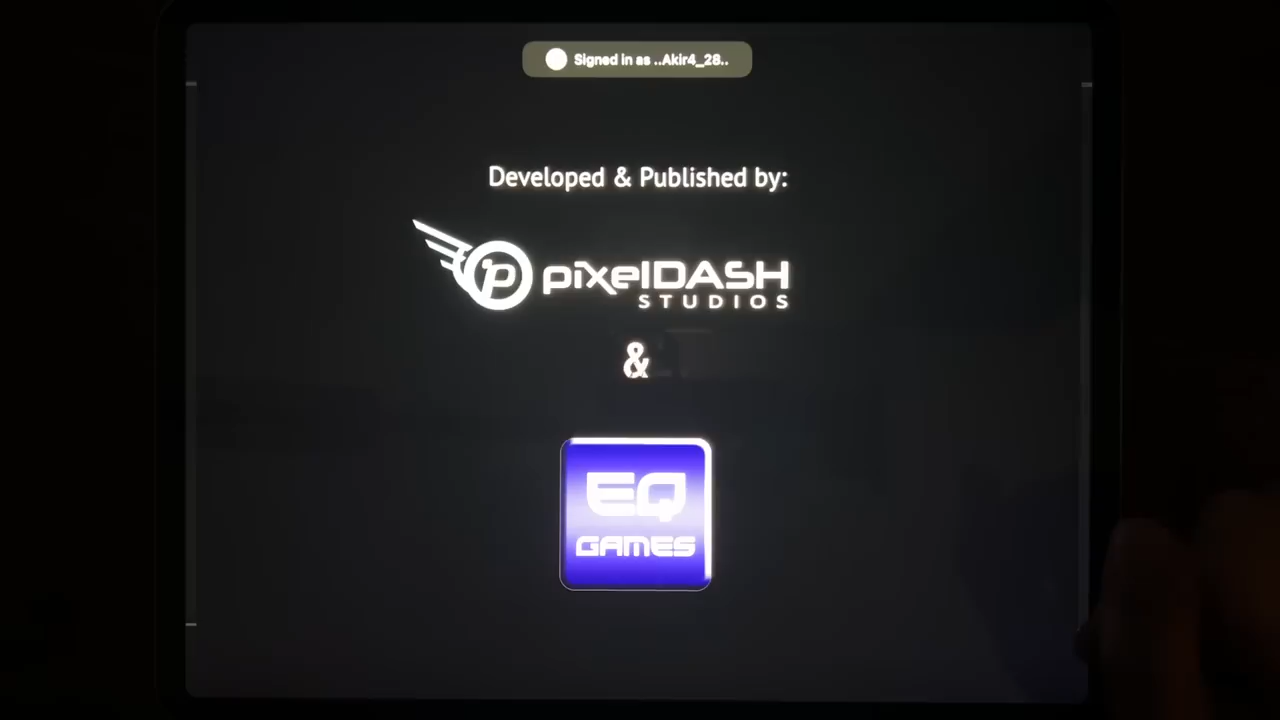 Signed in as ..Akir4_28..
Developed & Published by:
pixelDASH
STUDIOS
&
EQ
GAMES